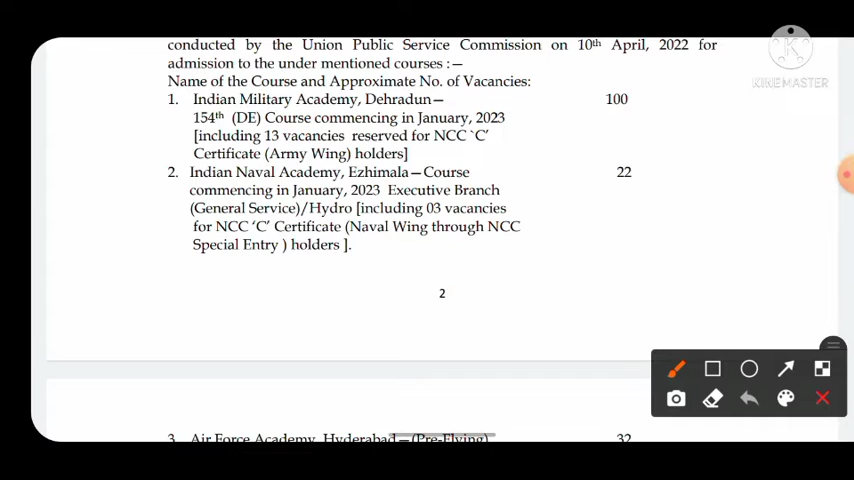 conducted by the Union Public Service Commission on 10th April, 2022 for
admission to the under mentioned courses :—
Name of the Course and Approximate No. of Vacancies:
1. Indian Military Academy, Dehradun— 100
154th (DE) Course commencing in January, 2023
[including 13 vacancies reserved for NCC `C'
Certificate (Army Wing) holders]
2. Indian Naval Academy, Ezhimala—Course 22
commencing in January, 2023 Executive Branch
(General Service)/Hydro [including 03 vacancies
for NCC 'C' Certificate (Naval Wing through NCC
Special Entry ) holders ].
2
3. Air Force Academy, Hyderabad—(Pre-Flying) 32
K
KINEMASTER